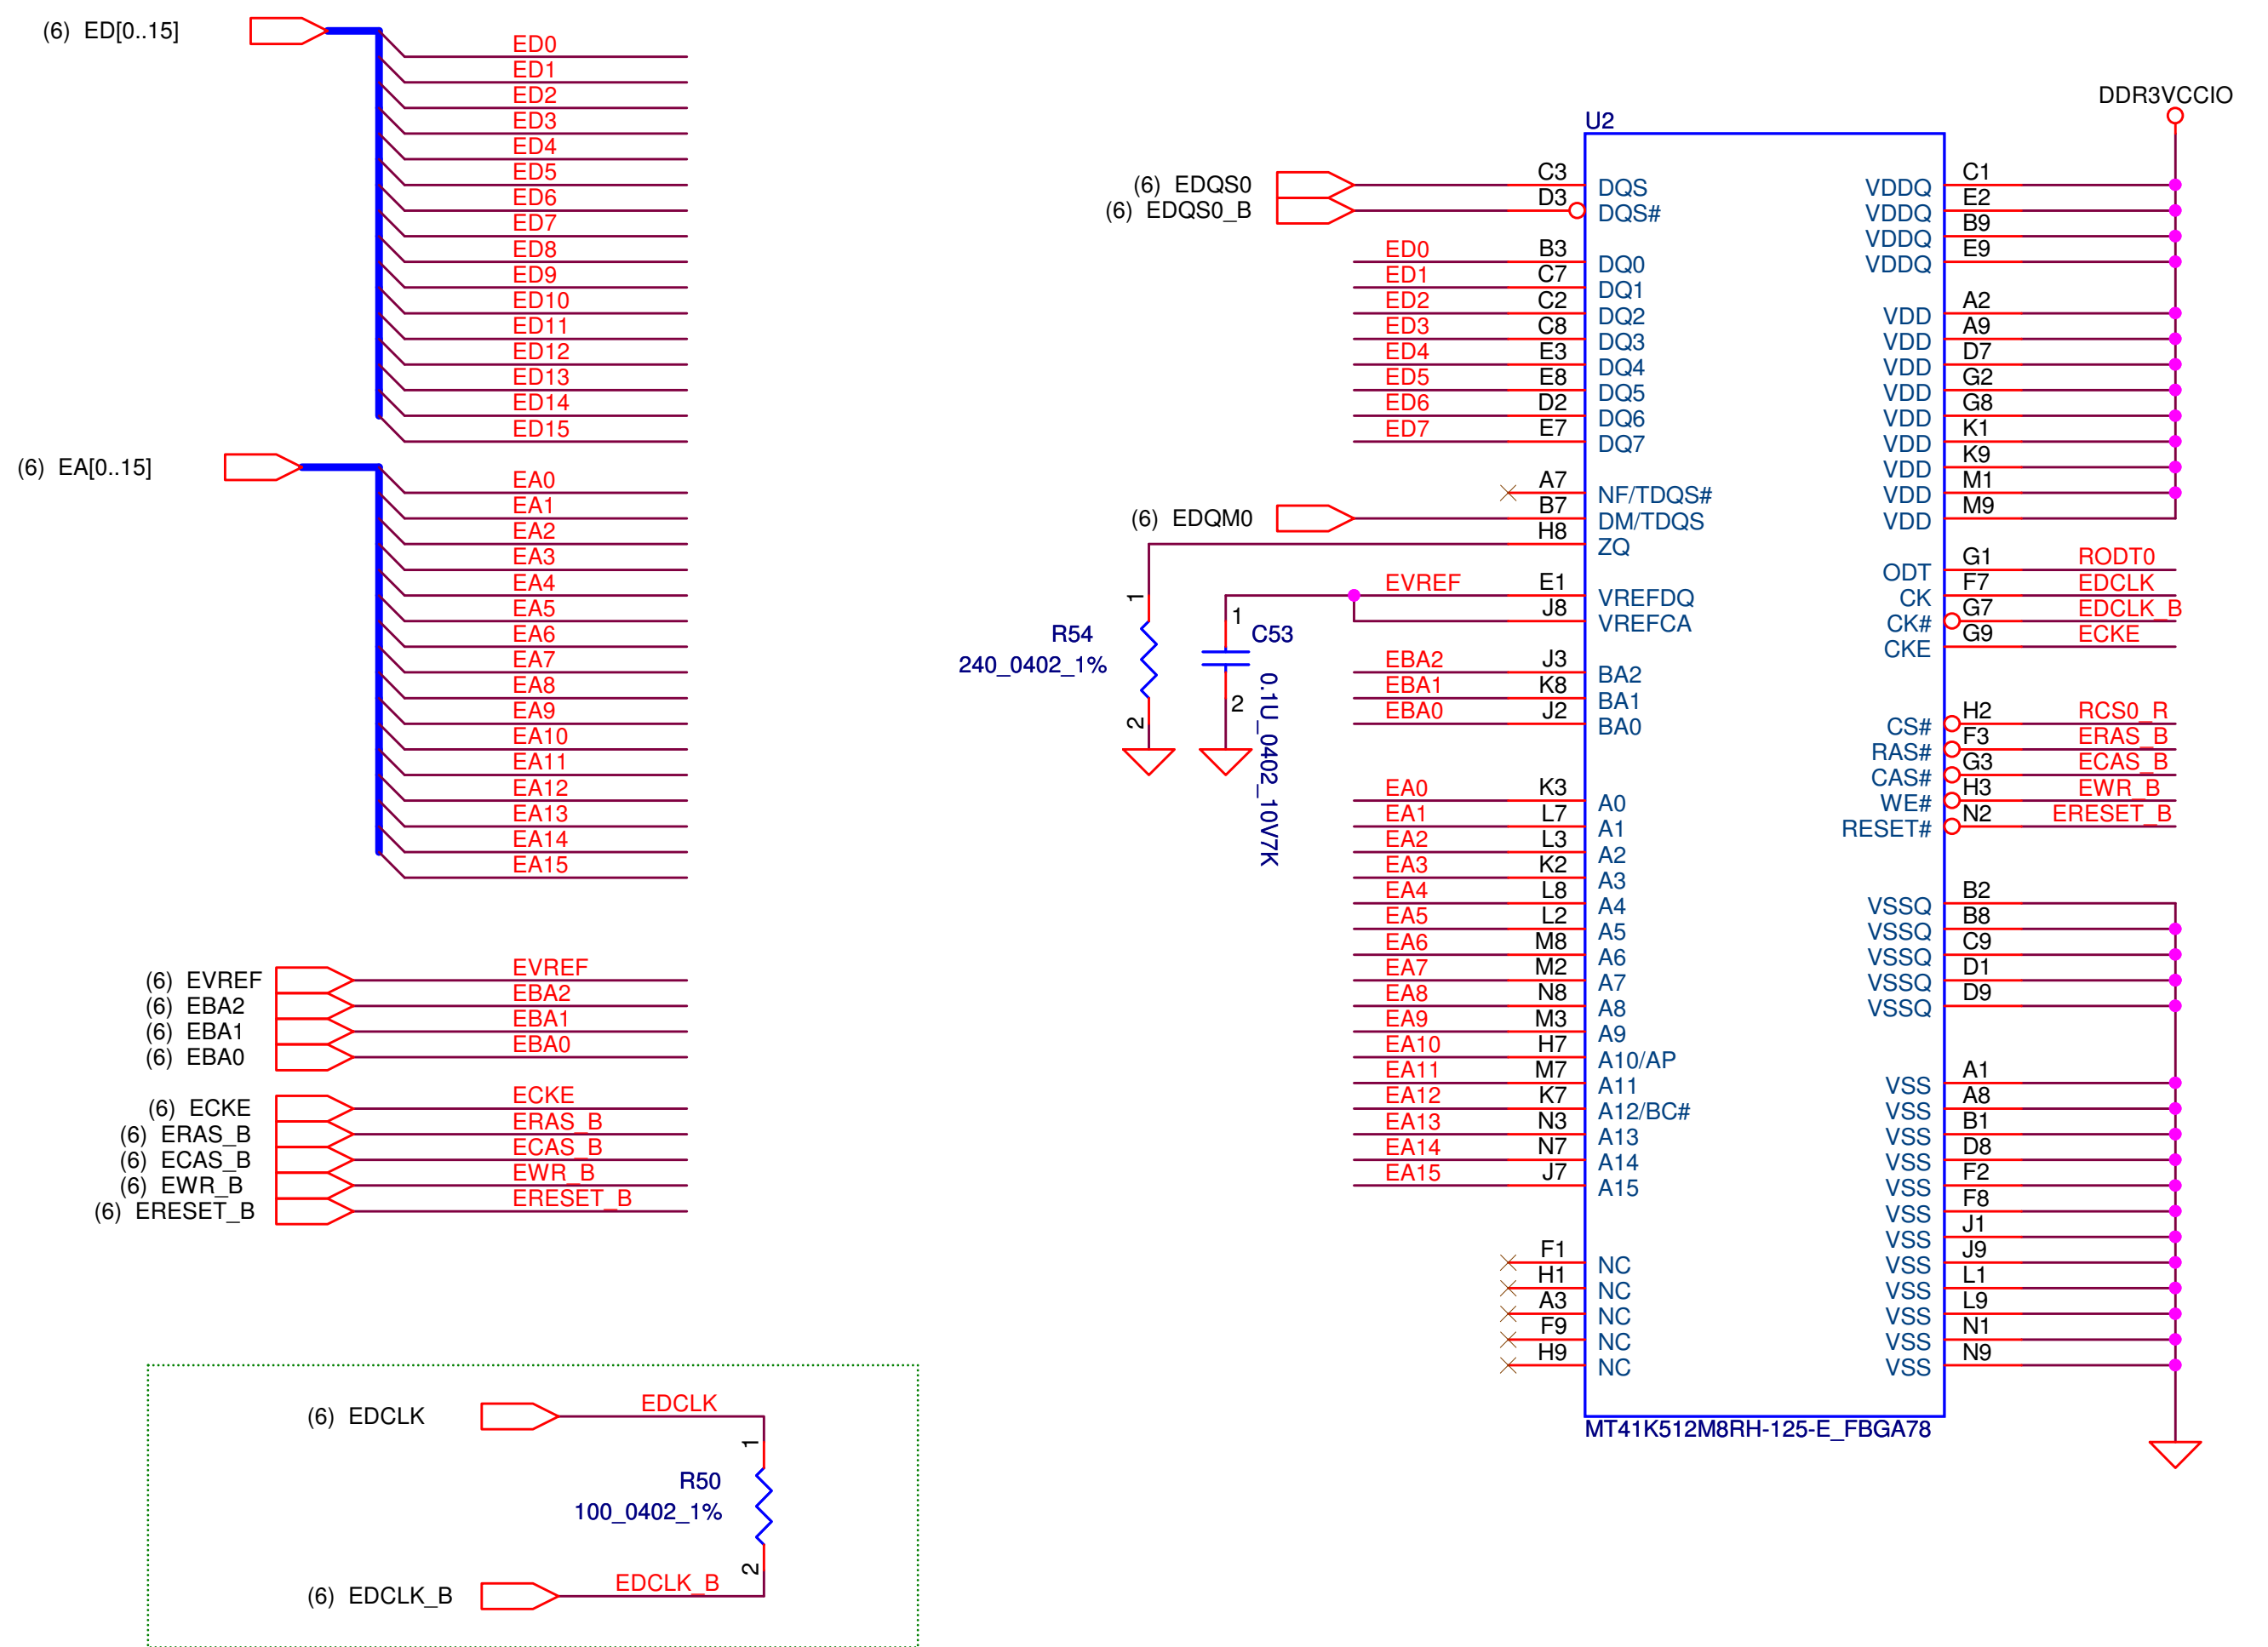 (6) ED[0..15]
ED0
ED1
ED2
ED3
ED4
ED5
ED6
ED7
ED8
ED9
ED10
ED11
ED12
ED13
ED14
ED15
(6) EA[0..15]
EA0
EA1
EA2
EA3
EA4
EA5
EA6
EA7
EA8
EA9
EA10
EA11
EA12
EA13
EA14
EA15
(6) EVREF EVREF
(6) EBA2 EBA2
(6) EBA1 EBA1
(6) EBA0 EBA0
(6) ECKE ECKE
(6) ERAS_B ERAS_B
(6) ECAS_B ECAS_B
(6) EWR_B EWR_B
(6) ERESET_B ERESET_B
(6) EDCLK EDCLK
1
R50
100_0402_1%
2
(6) EDCLK_B EDCLK_B
U2
(6) EDQS0 C3 DQS
(6) EDQS0_B D3 DQS#
ED0 B3 DQ0
ED1 C7 DQ1
ED2 C2 DQ2
ED3 C8 DQ3
ED4 E3 DQ4
ED5 E8 DQ5
ED6 D2 DQ6
ED7 E7 DQ7
A7 NF/TDQS#
(6) EDQM0 B7 DM/TDQS
H8 ZQ
EVREF E1 VREFDQ
J8 VREFCA
1
R54
240_0402_1%
2
1
C53
0.1U_0402_10V7K
2
EBA2 J3 BA2
EBA1 K8 BA1
EBA0 J2 BA0
EA0 K3 A0
EA1 L7 A1
EA2 L3 A2
EA3 K2 A3
EA4 L8 A4
EA5 L2 A5
EA6 M8 A6
EA7 M2 A7
EA8 N8 A8
EA9 M3 A9
EA10 H7 A10/AP
EA11 M7 A11
EA12 K7 A12/BC#
EA13 N3 A13
EA14 N7 A14
EA15 J7 A15
F1 NC
H1 NC
A3 NC
F9 NC
H9 NC
DDR3VCCIO
VDDQ C1
VDDQ E2
VDDQ B9
VDDQ E9
VDD A2
VDD A9
VDD D7
VDD G2
VDD G8
VDD K1
VDD K9
VDD M1
VDD M9
ODT G1 RODT0
CK F7 EDCLK
CK# G7 EDCLK_B
CKE G9 ECKE
CS# H2 RCS0_R
RAS# F3 ERAS_B
CAS# G3 ECAS_B
WE# H3 EWR_B
RESET# N2 ERESET_B
VSSQ B2
VSSQ B8
VSSQ C9
VSSQ D1
VSSQ D9
VSS A1
VSS A8
VSS B1
VSS D8
VSS F2
VSS F8
VSS J1
VSS J9
VSS L1
VSS L9
VSS N1
VSS N9
MT41K512M8RH-125-E_FBGA78